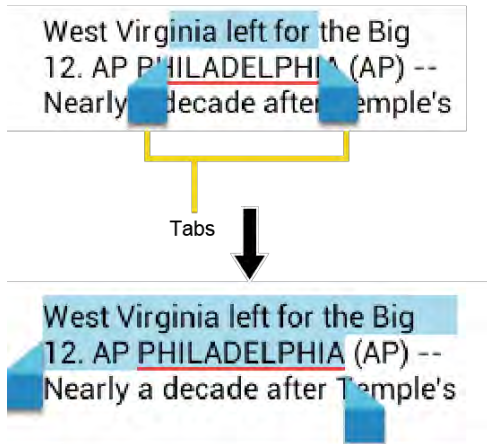 West Virginia left for the Big
12. AP PHILADELPHIA (AP) --
Nearly decade after emple's
Tabs
West Virginia left for the Big
12. AP PHILADELPHIA (AP) --
Nearly a decade after Temple's